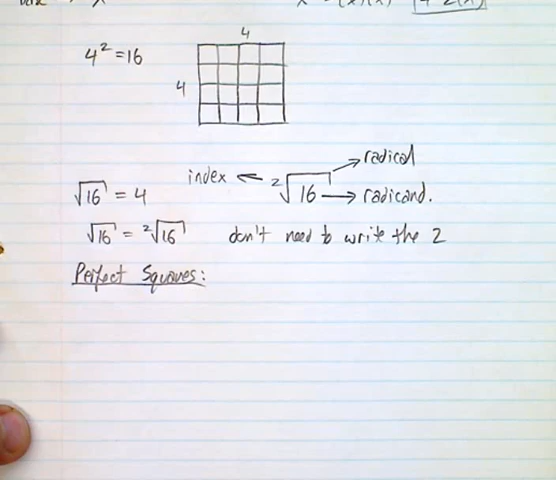 4² = 16
4
4
√16 = 4
index ← ²√16 → radical
→ radicand.
√16 = ²√16 don't need to write the 2
Perfect Squares: